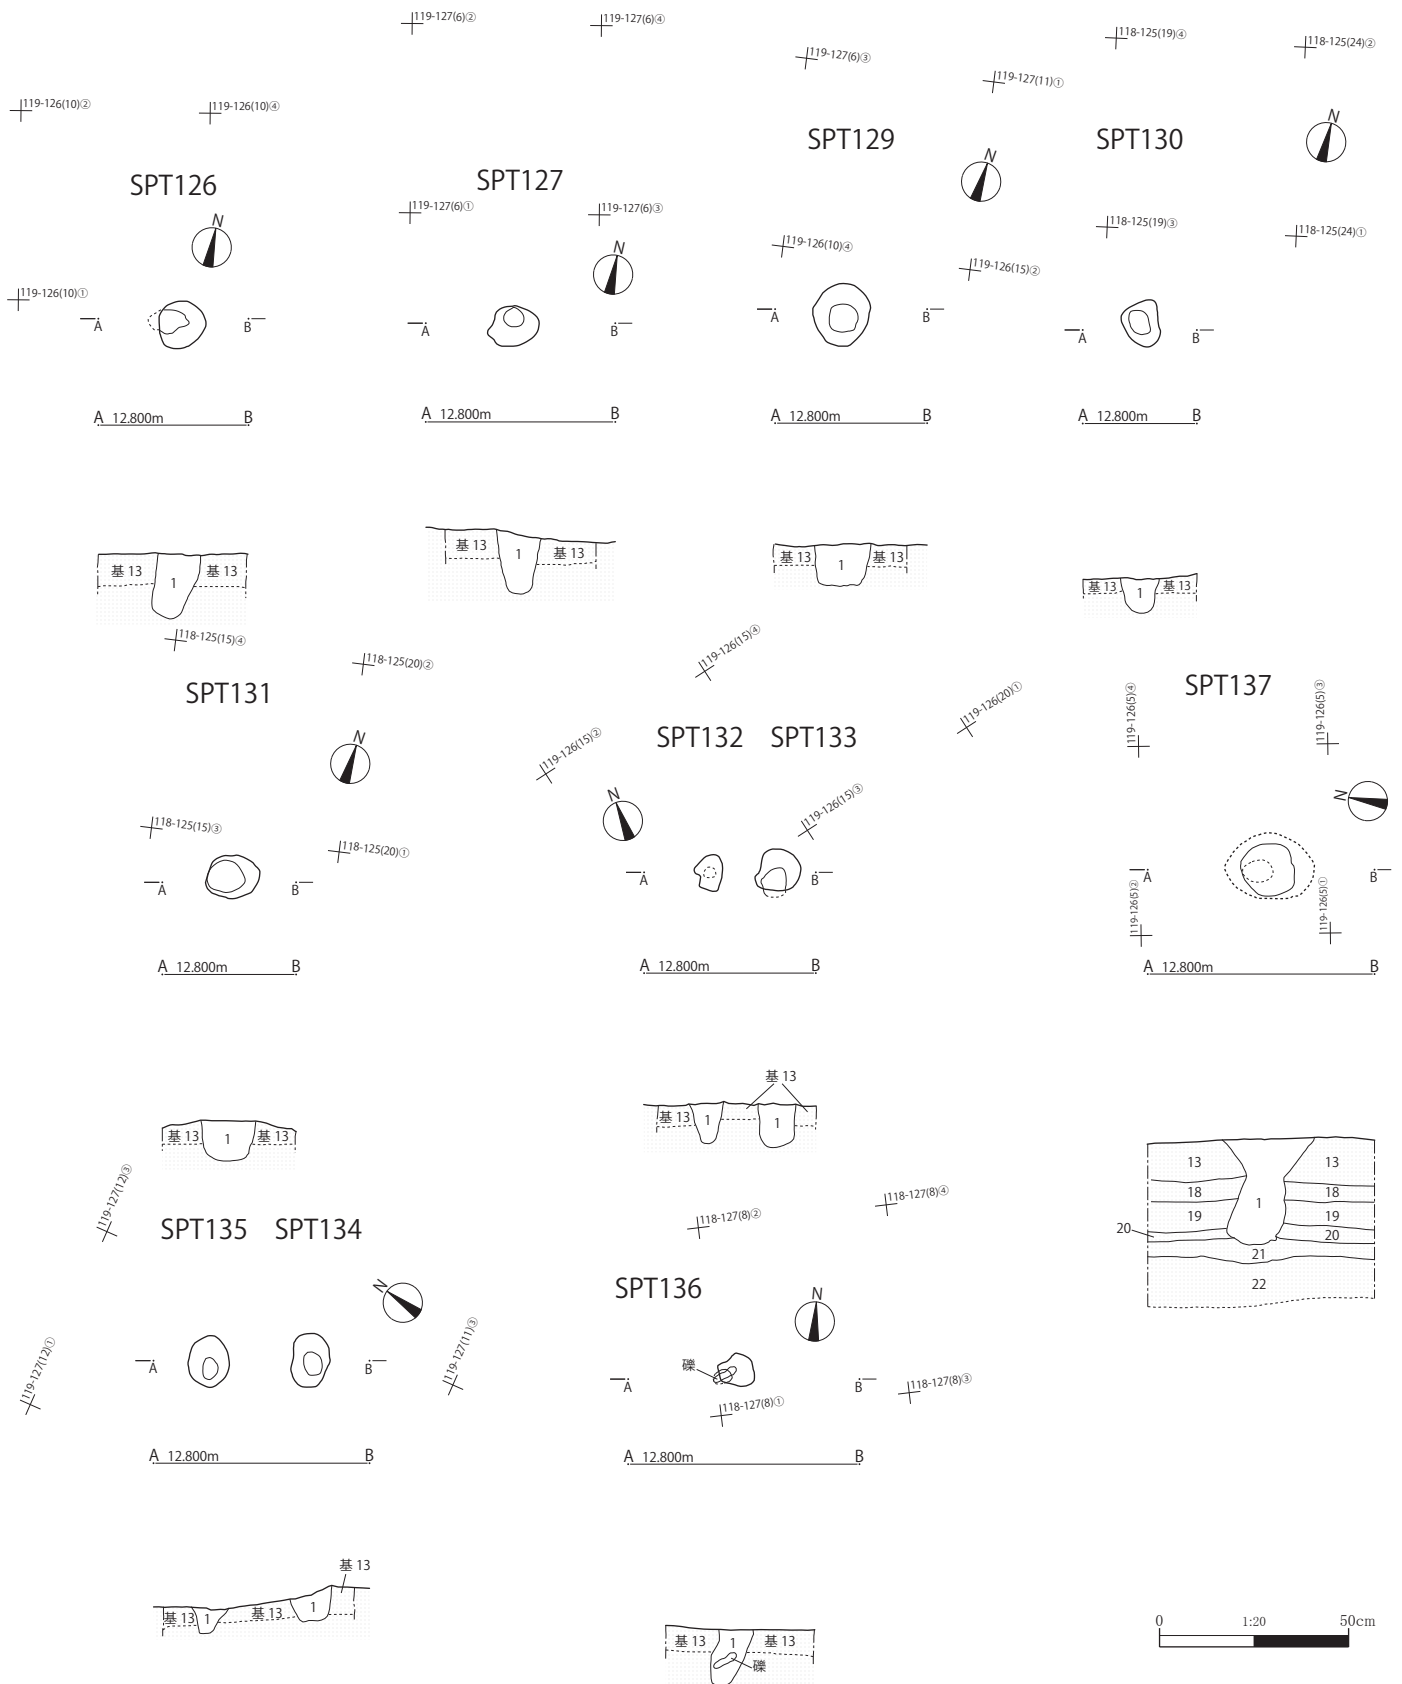 119-127(6)②
119-127(6)④
119-126(10)②
119-126(10)④
SPT126
N
119-126(10)①
A
B
A 12.800m B
基 13
1
基 13
SPT127
119-127(6)①
119-127(6)③
N
A
B
A 12.800m B
基 13
1
基 13
119-127(6)③
119-127(11)①
SPT129
N
119-126(10)④
119-126(15)②
A
B
A 12.800m B
基 13
1
基 13
118-125(19)④
118-125(24)②
SPT130
N
118-125(19)③
118-125(24)①
A
B
A 12.800m B
基 13
1
基 13
118-125(15)④
118-125(20)②
SPT131
N
118-125(15)③
118-125(20)①
A
B
A 12.800m B
基 13
1
基 13
119-126(15)④
119-126(20)①
119-126(15)②
SPT132 SPT133
N
119-126(15)③
A
B
A 12.800m B
基 13
基 13
1
1
SPT137
119-126(5)④
119-126(5)③
N
A
B
119-126(5)②
119-126(5)①
A 12.800m B
13
13
18
1
18
19
19
20
20
21
22
119-127(12)③
SPT135 SPT134
N
119-127(12)①
119-127(11)③
A
B
A 12.800m B
基 13
基 13
1
基 13
1
118-127(8)②
118-127(8)④
SPT136
N
礫
A
B
118-127(8)①
118-127(8)③
A 12.800m B
基 13
1
基 13
礫
0 1:20 50cm